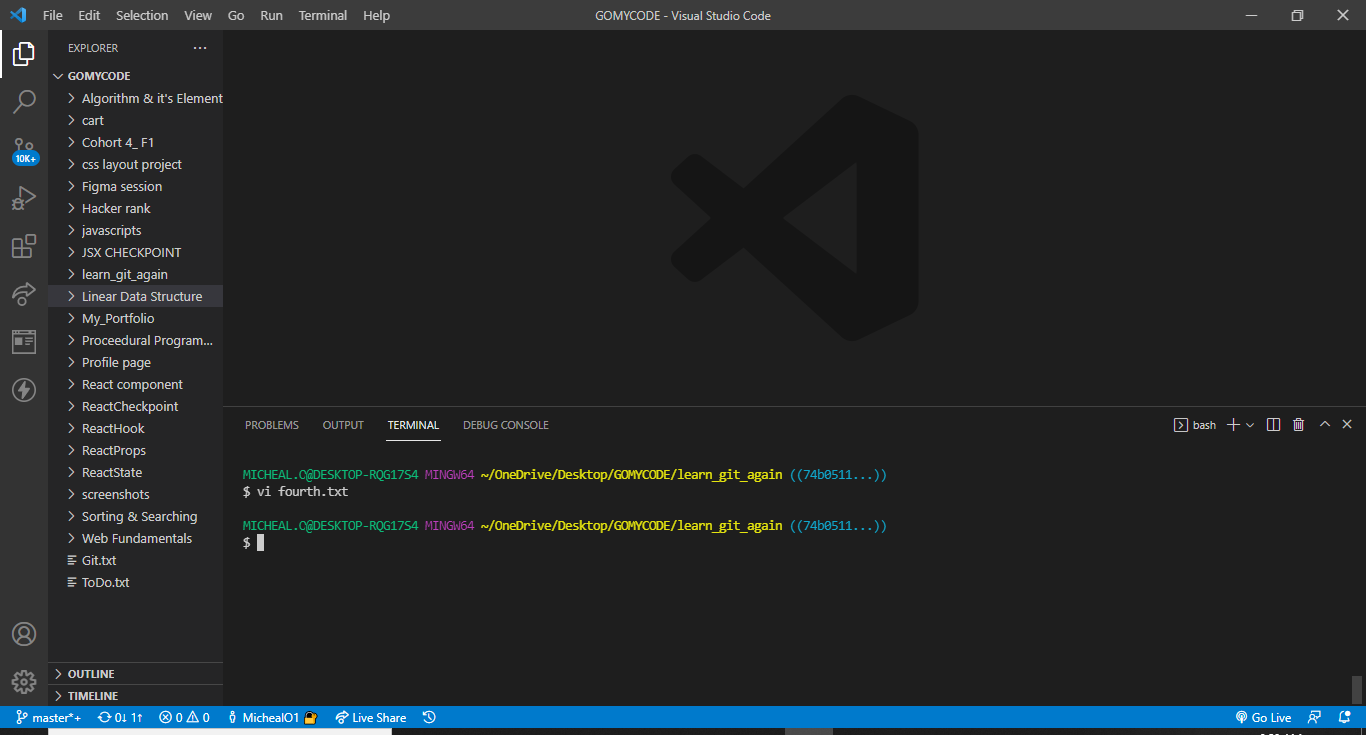 File Edit Selection View Go Run Terminal Help GOMYCODE - Visual Studio Code
EXPLORER
GOMYCODE
Algorithm & it's Element
cart
Cohort 4_ F1
10K+
css layout project
Figma session
Hacker rank
javascripts
JSX CHECKPOINT
learn_git_again
Linear Data Structure
My_Portfolio
Proceedural Program...
Profile page
React component
ReactCheckpoint
ReactHook
ReactProps
ReactState
screenshots
Sorting & Searching
Web Fundamentals
Git.txt
ToDo.txt
OUTLINE
TIMELINE
PROBLEMS OUTPUT TERMINAL DEBUG CONSOLE bash
MICHEAL.O@DESKTOP-RQG17S4 MINGW64 ~/OneDrive/Desktop/GOMYCODE/learn_git_again ((74b0511...))
$ vi fourth.txt
MICHEAL.O@DESKTOP-RQG17S4 MINGW64 ~/OneDrive/Desktop/GOMYCODE/learn_git_again ((74b0511...))
$
master*+ 0↓ 1↑ 0 0 MichealO1 Live Share Go Live